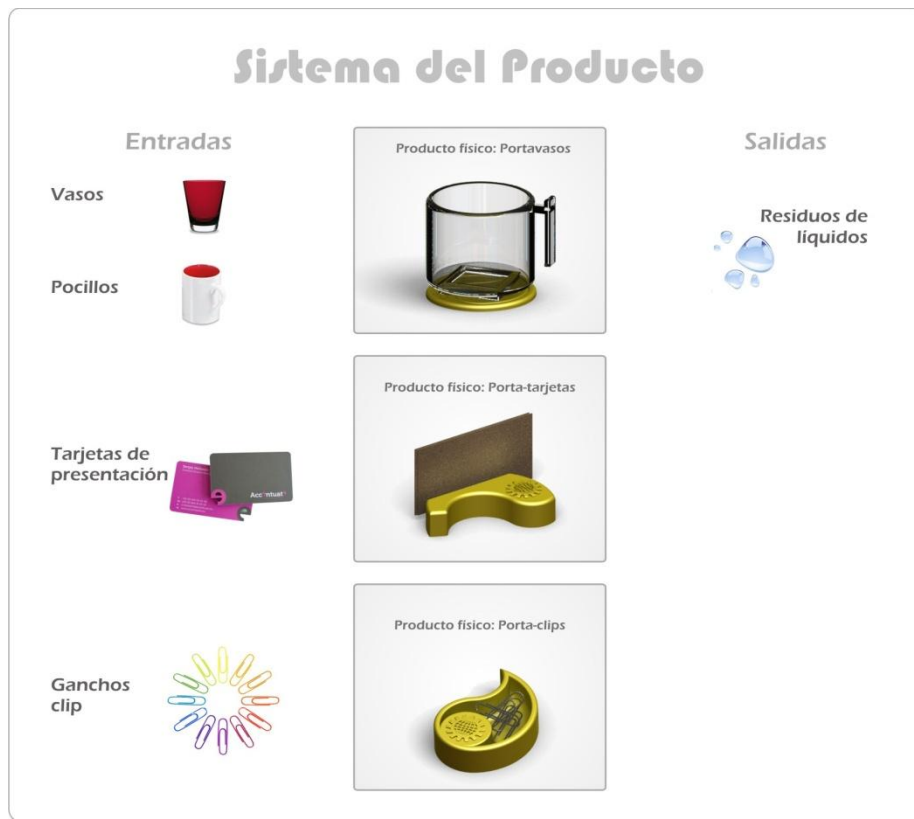 Sistema del Producto
Entradas
Producto físico: Portavasos
Salidas
Vasos
Residuos de
líquidos
Pocillos
Producto físico: Porta-tarjetas
Tarjetas de
presentación
Producto físico: Porta-clips
Ganchos
clip